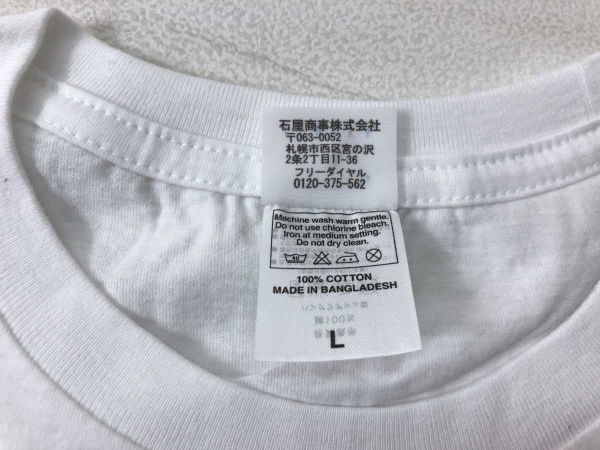 石屋商事株式会社
〒063-0052
札幌市西区宮の沢
2条2丁目11-36
フリーダイヤル
0120-375-562
Machine wash warm gentle.
Do not use chlorine bleach.
Iron at medium setting.
Do not dry clean.
40
100% COTTON
MADE IN BANGLADESH
L